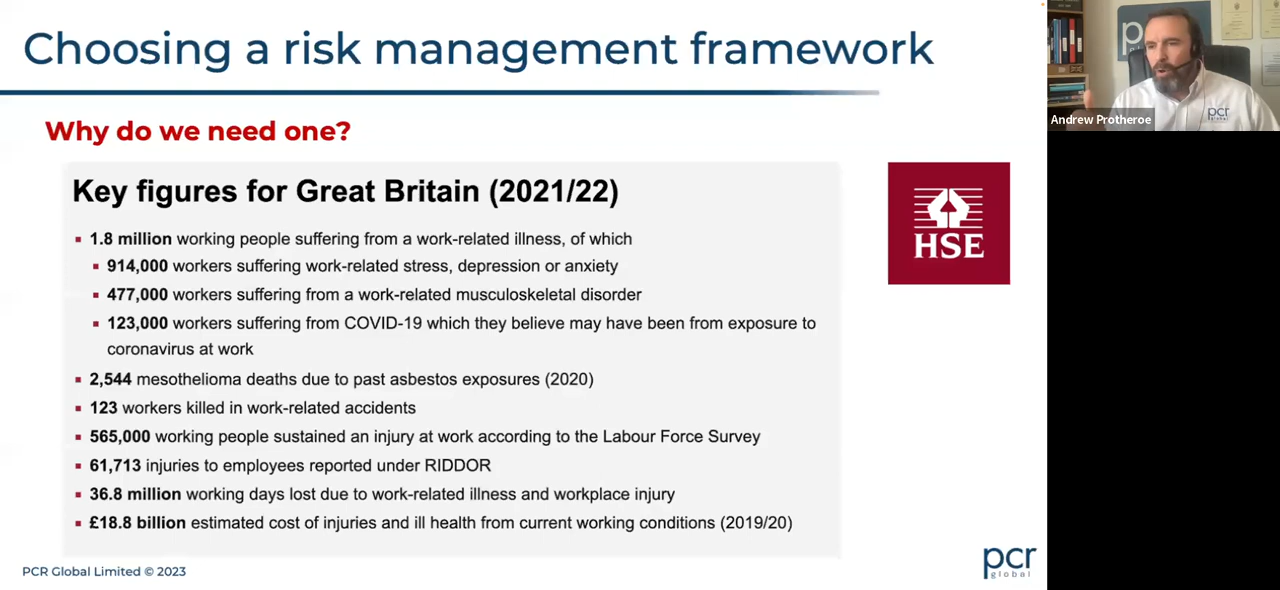 Choosing a risk management framework
Why do we need one?
Key figures for Great Britain (2021/22)
1.8 million working people suffering from a work-related illness, of which
914,000 workers suffering work-related stress, depression or anxiety
477,000 workers suffering from a work-related musculoskeletal disorder
123,000 workers suffering from COVID-19 which they believe may have been from exposure to
coronavirus at work
2,544 mesothelioma deaths due to past asbestos exposures (2020)
123 workers killed in work-related accidents
565,000 working people sustained an injury at work according to the Labour Force Survey
61,713 injuries to employees reported under RIDDOR
36.8 million working days lost due to work-related illness and workplace injury
£18.8 billion estimated cost of injuries and ill health from current working conditions (2019/20)
HSE
PCR Global Limited © 2023
pcr
global
Andrew Protheroe
pcr
global